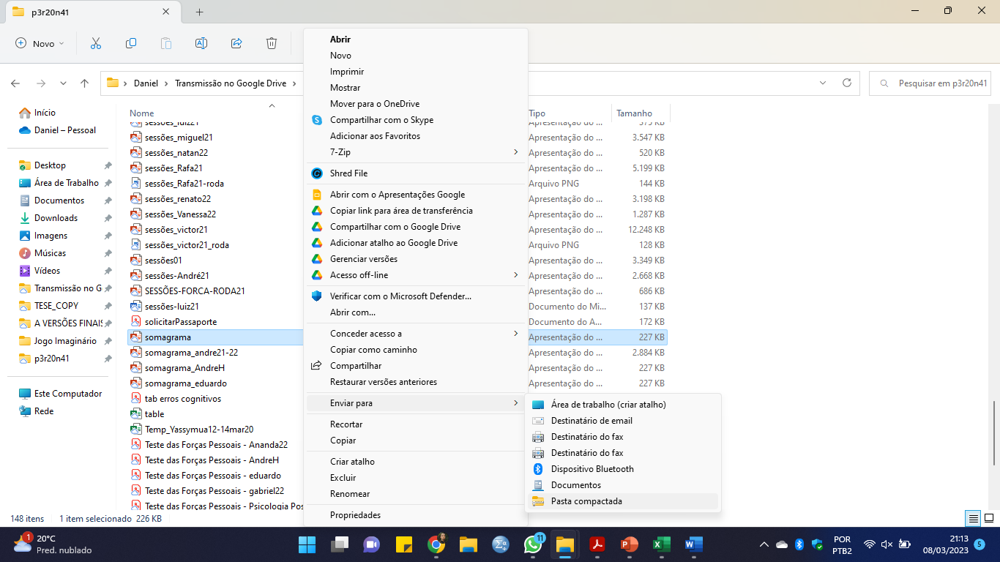 p3r20n41
Novo
Daniel
Transmissão no Google Drive
Pesquisar em p3r20n41
Início
Daniel – Pessoal
Desktop
Área de Trabalho
Documentos
Downloads
Imagens
Músicas
Vídeos
Transmissão no G
TESE_COPY
A VERSÕES FINAIS
Jogo Imaginário
p3r20n41
Este Computador
Rede
Nome
Tipo
Tamanho
sessões_luiz21
Apresentação do ...
sessões_miguel21
Apresentação do ... 3.547 KB
sessões_natan22
Apresentação do ... 520 KB
sessões_Rafa21
Apresentação do ... 5.199 KB
sessões_Rafa21-roda
Arquivo PNG 144 KB
sessões_renato22
Apresentação do ... 3.198 KB
sessões_Vanessa22
Apresentação do ... 1.287 KB
sessões_victor21
Apresentação do ... 12.248 KB
sessões_victor21_roda
Arquivo PNG 128 KB
sessões01
Apresentação do ... 3.349 KB
sessões-André21
Apresentação do ... 2.668 KB
SESSÕES-FORCA-RODA21
Apresentação do ... 686 KB
sessões-luiz21
Documento do Mi... 137 KB
solicitarPassaporte
Documento do A... 172 KB
somagrama
Apresentação do ... 227 KB
somagrama_andre21-22
Apresentação do ... 2.884 KB
somagrama_AndreH
Apresentação do ... 227 KB
somagrama_eduardo
Apresentação do ... 227 KB
tab erros cognitivos
table
Temp_Yassymua12-14mar20
Teste das Forças Pessoais - Ananda22
Teste das Forças Pessoais - AndreH
Teste das Forças Pessoais - eduardo
Teste das Forças Pessoais - gabriel22
Teste das Forças Pessoais - Psicologia Pos
Abrir
Novo
Imprimir
Mostrar
Mover para o OneDrive
Compartilhar com o Skype
Adicionar aos Favoritos
7-Zip
Shred File
Abrir com o Apresentações Google
Copiar link para área de transferência
Compartilhar com o Google Drive
Adicionar atalho ao Google Drive
Gerenciar versões
Acesso off-line
Verificar com o Microsoft Defender...
Abrir com...
Conceder acesso a
Copiar como caminho
Compartilhar
Restaurar versões anteriores
Enviar para
Recortar
Copiar
Criar atalho
Excluir
Renomear
Propriedades
Área de trabalho (criar atalho)
Destinatário de email
Destinatário do fax
Destinatário do fax
Dispositivo Bluetooth
Documentos
Pasta compactada
148 itens 1 item selecionado 226 KB
1
20°C
Pred. nublado
11
POR
PTB2
21:13
08/03/2023
5